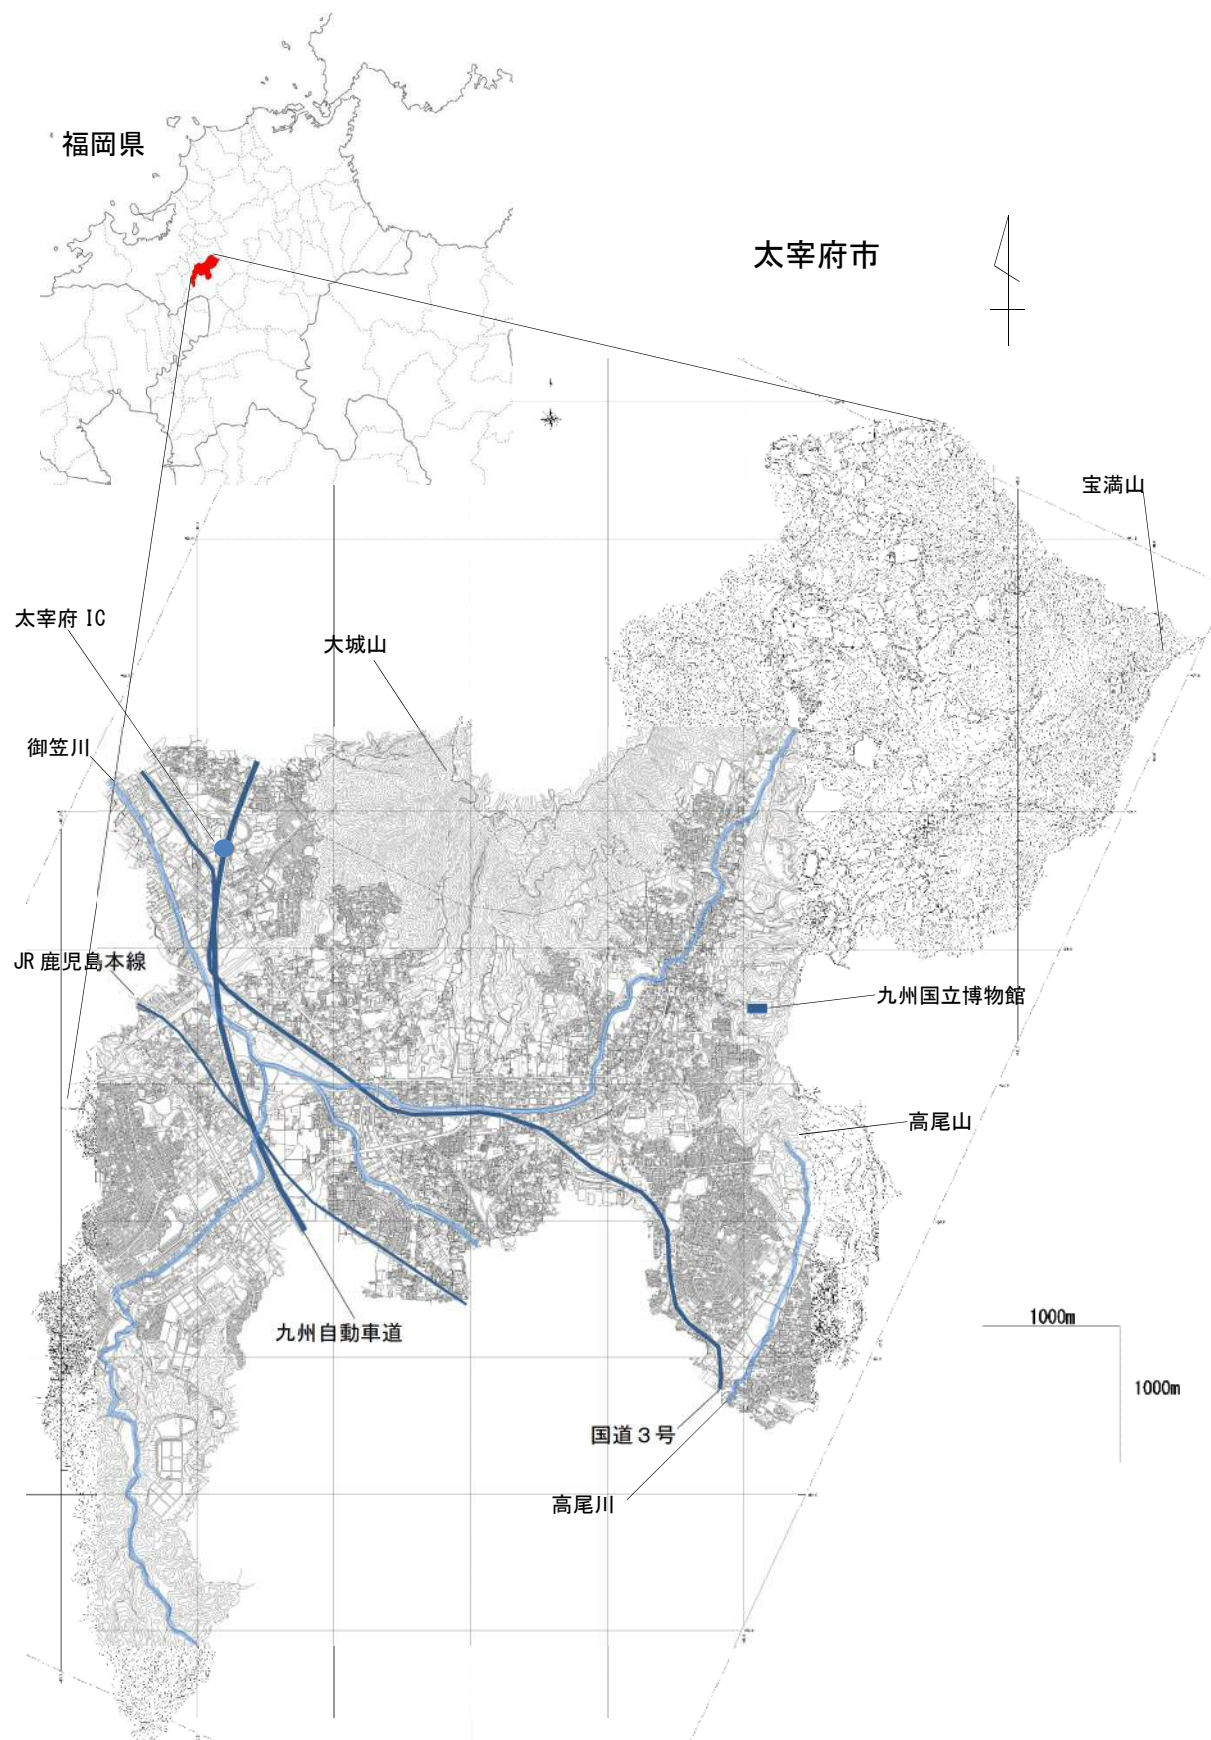 福岡県
太宰府市
宝満山
太宰府 IC
大城山
御笠川
JR 鹿児島本線
九州国立博物館
高尾山
1000m
九州自動車道
1000m
国道３号
高尾川